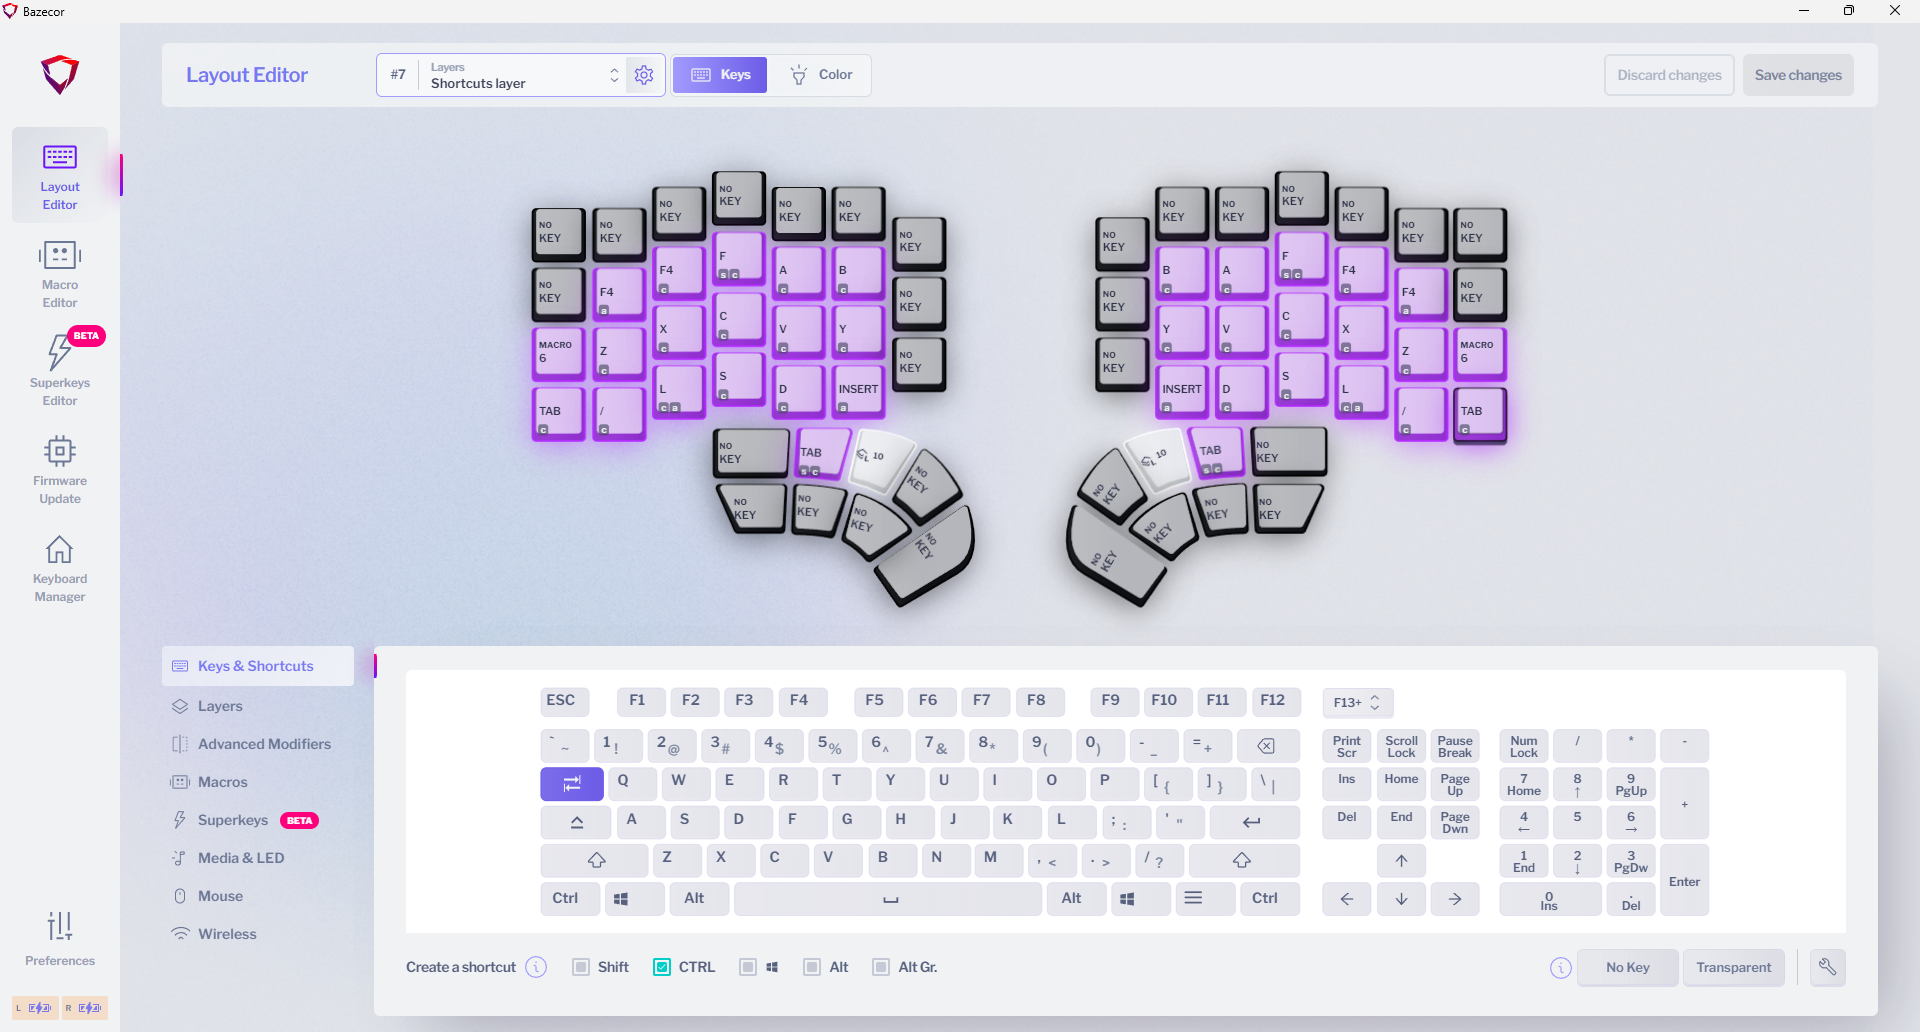 Bazecor
Layout Editor
#7
Layers
Shortcuts layer
Keys
Color
Discard changes
Save changes
Layout
Editor
Macro
Editor
BETA
Superkeys
Editor
Firmware
Update
Keyboard
Manager
Preferences
L
R
NO KEY
NO KEY
NO KEY
NO KEY
NO KEY
NO KEY
NO KEY
NO KEY
F4 a
F4 c
F s c
A c
B c
NO KEY
MACRO 6
Z c
X c
C c
V c
Y c
NO KEY
TAB c
/ c
L c a
S c
D c
INSERT a
NO KEY
TAB s c
L 10
NO KEY
NO KEY
NO KEY
NO KEY
NO KEY
NO KEY
NO KEY
NO KEY
NO KEY
NO KEY
NO KEY
NO KEY
NO KEY
B c
A c
F s c
F4 c
F4 a
NO KEY
NO KEY
Y c
V c
C c
X c
Z c
MACRO 6
NO KEY
INSERT a
D c
S c
L c a
/ c
TAB c
NO KEY
L 10
TAB s c
NO KEY
NO KEY
NO KEY
NO KEY
NO KEY
Keys & Shortcuts
Layers
Advanced Modifiers
Macros
Superkeys BETA
Media & LED
Mouse
Wireless
ESC F1 F2 F3 F4 F5 F6 F7 F8 F9 F10 F11 F12 F13+
` ~ 1 ! 2 @ 3 # 4 $ 5 % 6 ^ 7 & 8 * 9 ( 0 ) - _ = + Print Scr Scroll Lock Pause Break Num Lock / * -
Q W E R T Y U I O P [ { ] } \ | Ins Home Page Up 7 Home 8 ↑ 9 PgUp +
A S D F G H J K L ; : ' " Del End Page Dwn 4 ← 5 6 →
Z X C V B N M , < . > / ? ↑ 1 End 2 ↓ 3 PgDw Enter
Ctrl Alt Alt Ctrl ← ↓ → 0 Ins . Del
Create a shortcut i Shift CTRL Alt Alt Gr. i No Key Transparent